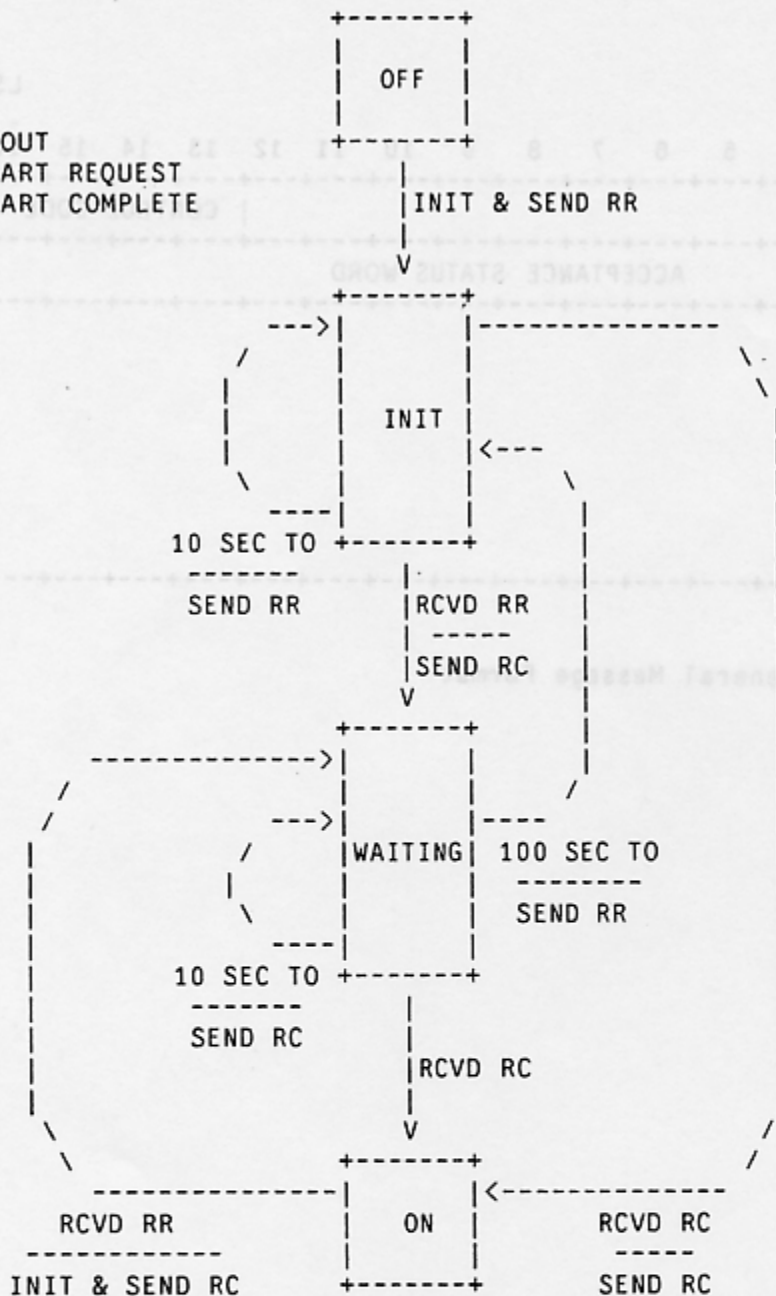 OFF
OUT
ART REQUEST
ART COMPLETE
INIT & SEND RR
INIT
10 SEC TO
SEND RR
RCVD RR
SEND RC
WAITING
100 SEC TO
SEND RR
10 SEC TO
SEND RC
RCVD RC
ON
RCVD RR
INIT & SEND RC
RCVD RC
SEND RC